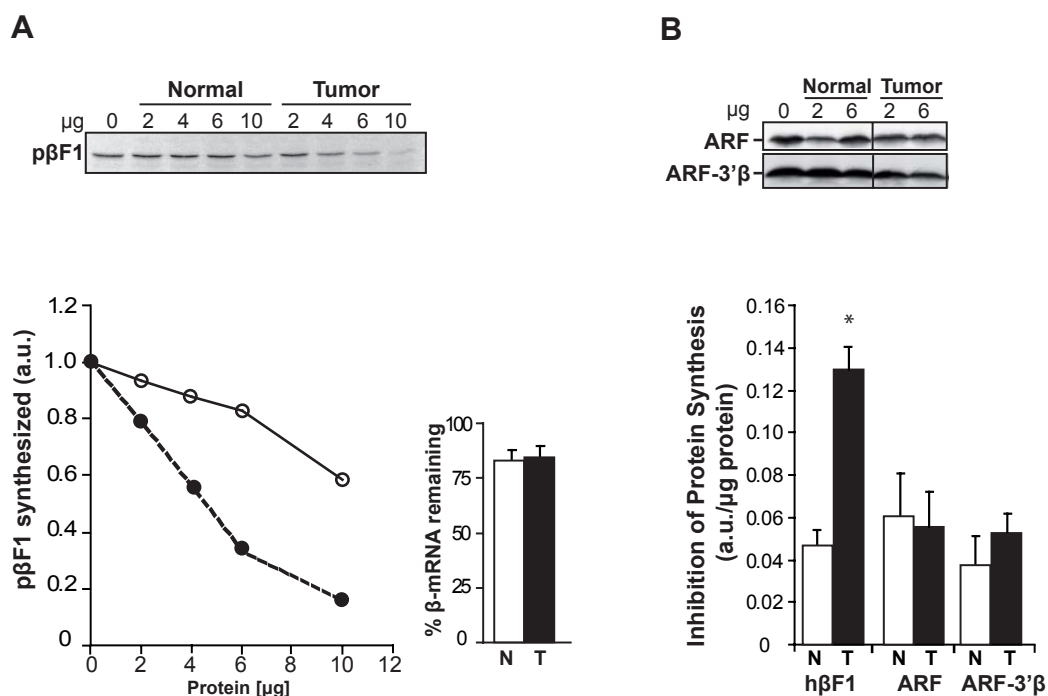 A
Normal Tumor
µg 0 2 4 6 10 2 4 6 10
pβF1
pβF1 synthesized (a.u.)
1.2
1.0
0.8
0.6
0.4
0.2
0
0 2 4 6 8 10 12
Protein [µg]
% β-mRNA remaining
100
75
50
25
0
N T
B
Normal Tumor
0 2 6 2 6
µg
ARF
ARF-3'β
Inhibition of Protein Synthesis
(a.u./µg protein)
0.16
0.14
0.12
0.10
0.08
0.06
0.04
0.02
0
*
N T N T N T
hβF1 ARF ARF-3'β